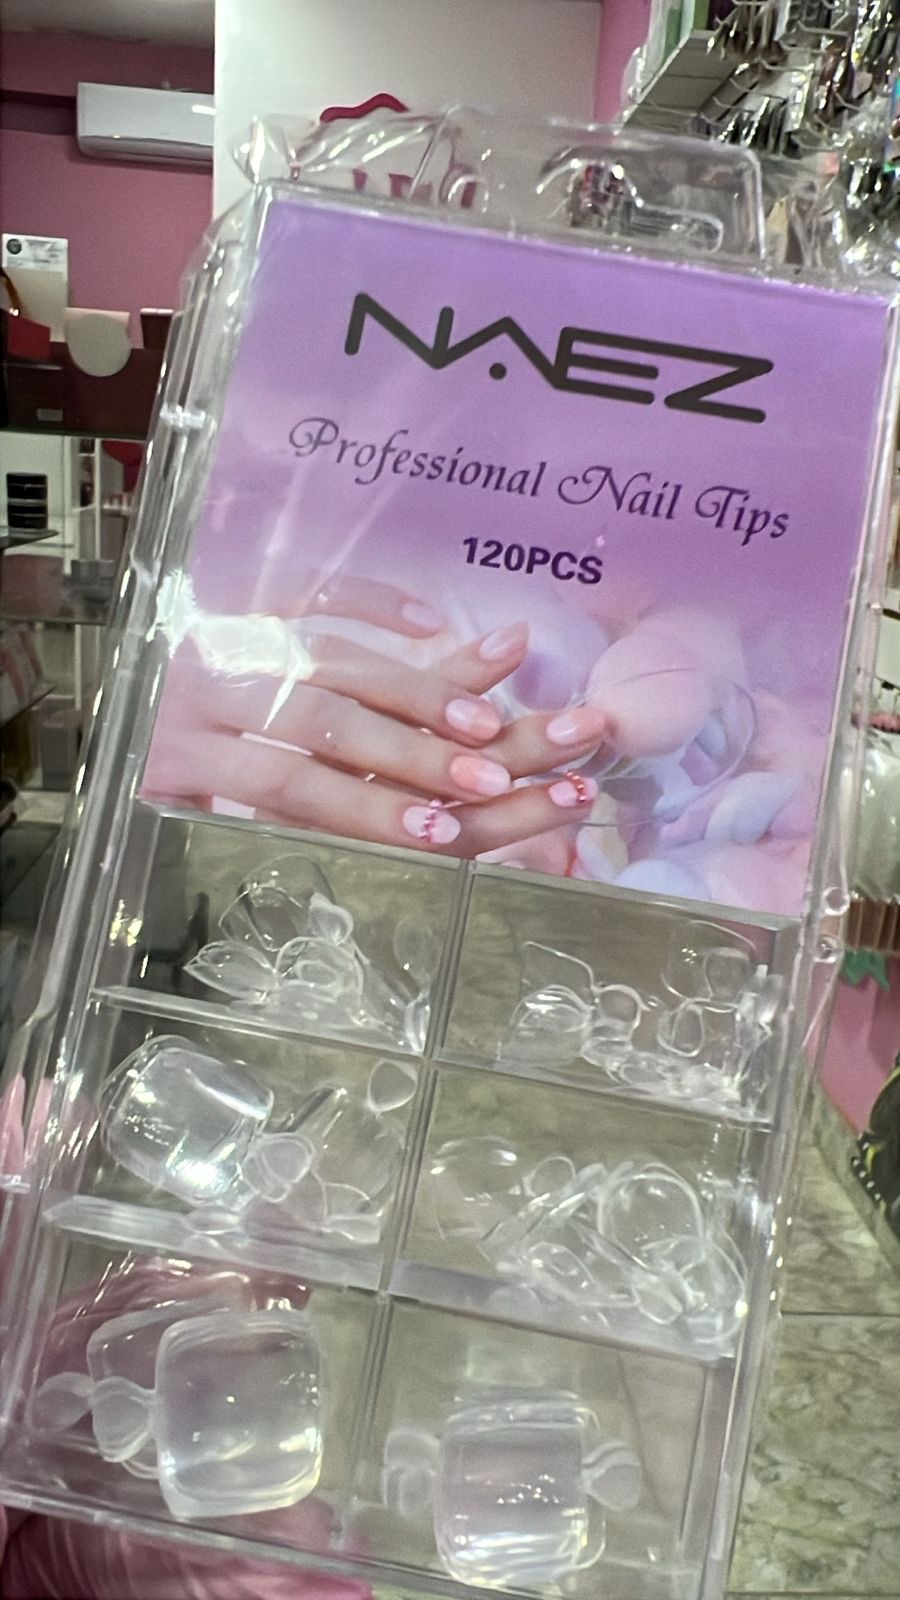 NAEZ
Professional Nail Tips
120PCS